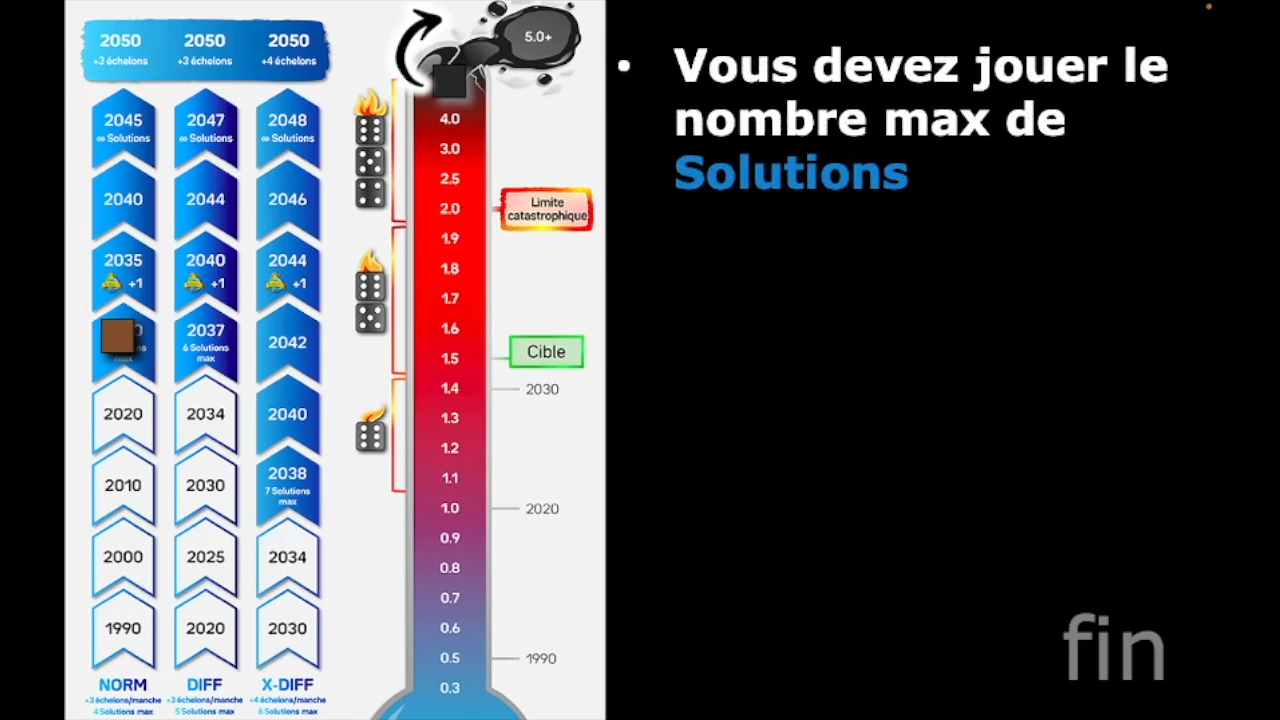 2050
+3 échelons
2050
+3 échelons
2050
+4 échelons
2045
∞ Solutions
2047
∞ Solutions
2048
∞ Solutions
2040
2044
2046
2035
+1
2040
+1
2044
+1
max
2037
6 Solutions
max
2042
2020
2034
2040
2010
2030
2038
7 Solutions
max
2000
2025
2034
1990
2020
2030
NORM
+3 échelons/manche
4 Solutions max
DIFF
+3 échelons/manche
5 Solutions max
X-DIFF
+4 échelons/manche
6 Solutions max
5.0+
4.0
3.0
2.5
2.0
1.9
1.8
1.7
1.6
1.5
1.4
1.3
1.2
1.1
1.0
0.9
0.8
0.7
0.6
0.5
0.3
Limite
catastrophique
Cible
2030
2020
1990
• Vous devez jouer le
nombre max de
Solutions
fin